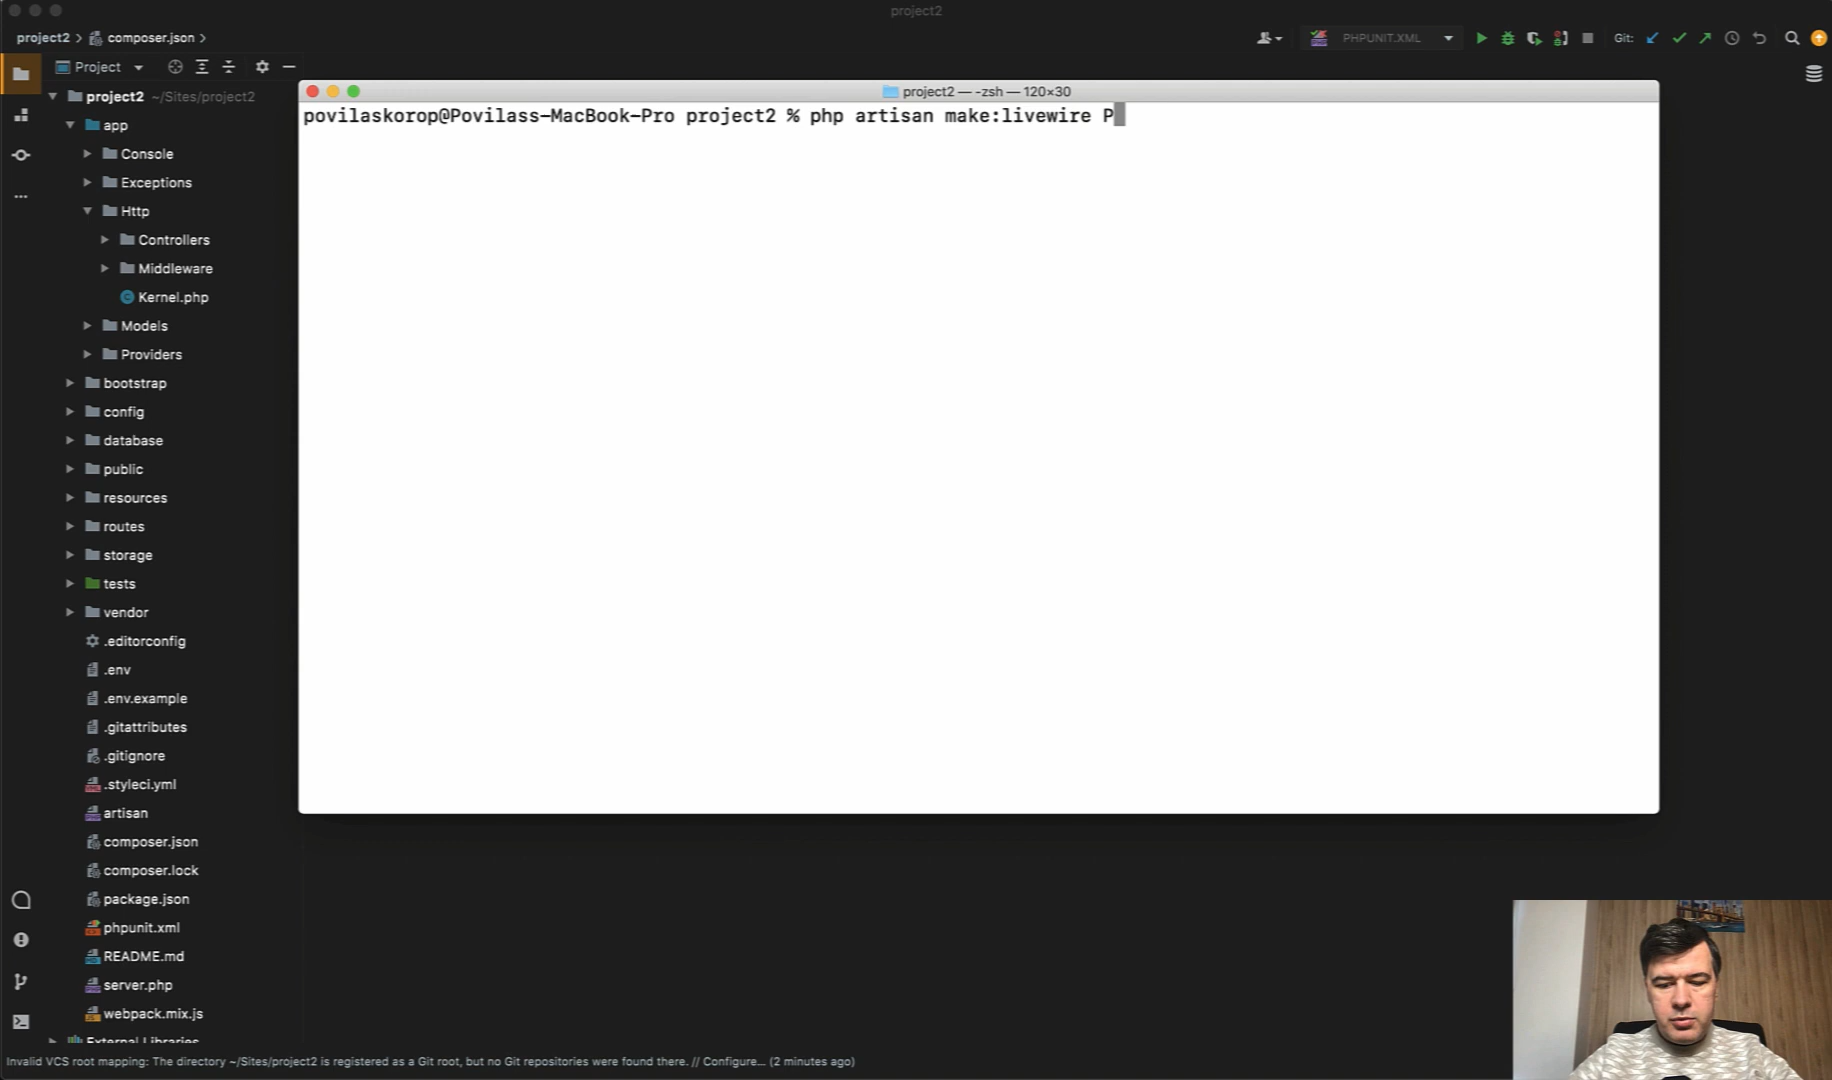 project2
project2 > composer.json >
PHPUNIT.XML
Git:
Project
project2 ~/Sites/project2
project2 — -zsh — 120×30
povilaskorop@Povilass-MacBook-Pro project2 % php artisan make:livewire P
app
Console
Exceptions
Http
Controllers
Middleware
Kernel.php
Models
Providers
bootstrap
config
database
public
resources
routes
storage
tests
vendor
.editorconfig
.env
.env.example
.gitattributes
.gitignore
.styleci.yml
artisan
composer.json
composer.lock
package.json
phpunit.xml
README.md
server.php
webpack.mix.js
External Libraries
Invalid VCS root mapping: The directory ~/Sites/project2 is registered as a Git root, but no Git repositories were found there. // Configure... (2 minutes ago)